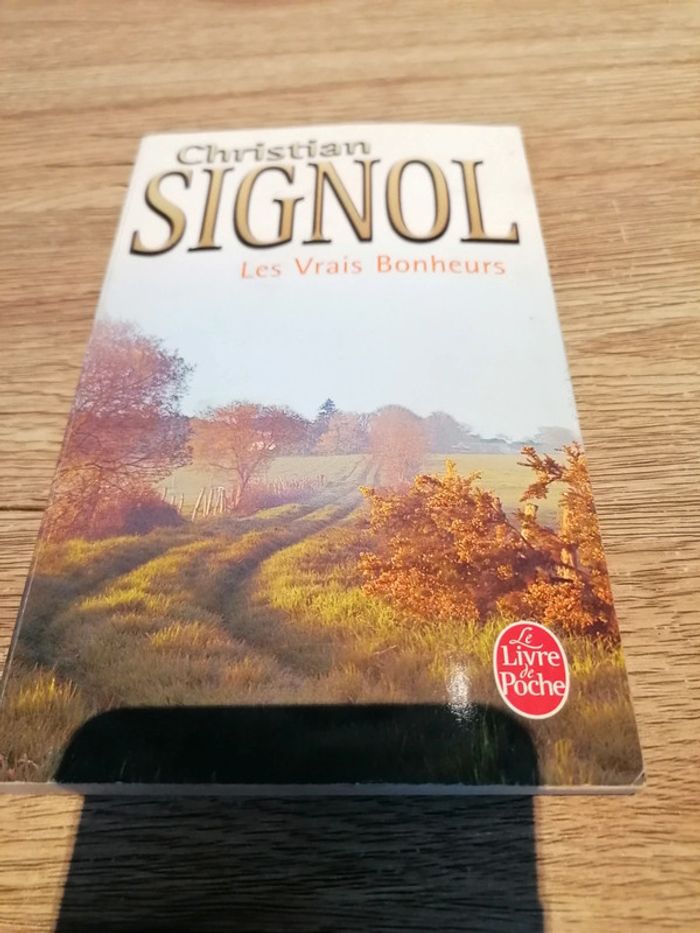 Christian
SIGNOL
Les Vrais Bonheurs
Le
Livre
de
Poche